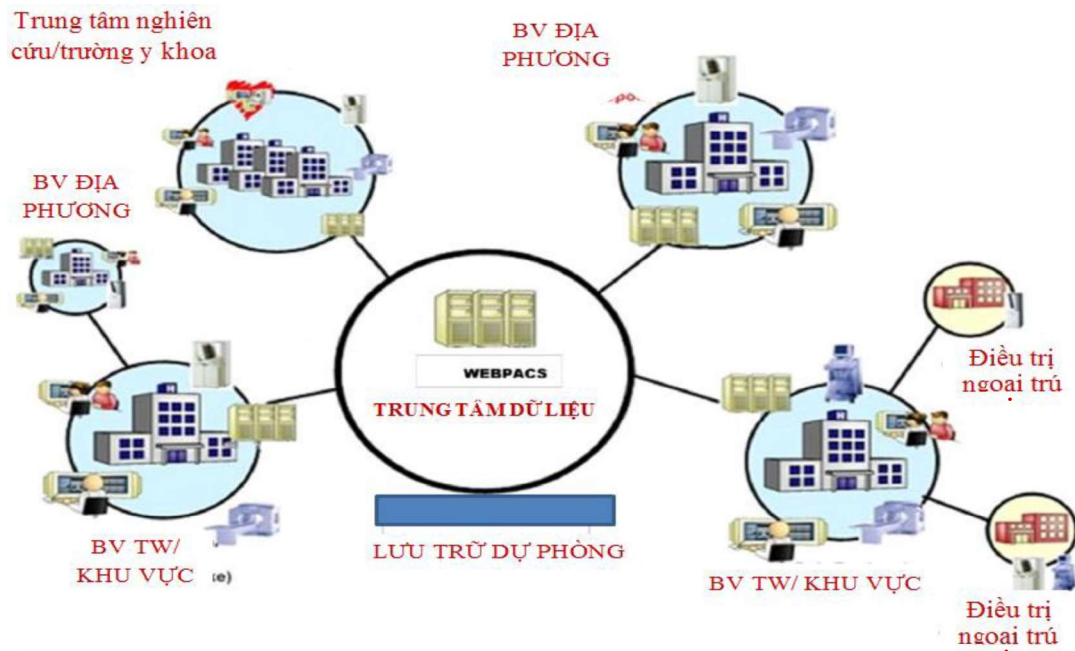 Trung tâm nghiên
cứu/trường y khoa
BV ĐỊA
PHƯƠNG
BV ĐỊA
PHƯƠNG
WEBPACS
TRUNG TÂM DỮ LIỆU
Điều trị
ngoại trú
LƯU TRỮ DỰ PHÒNG
BV TW/
KHU VỰC
se)
BV TW/ KHU VỰC
Điều trị
ngoại trú